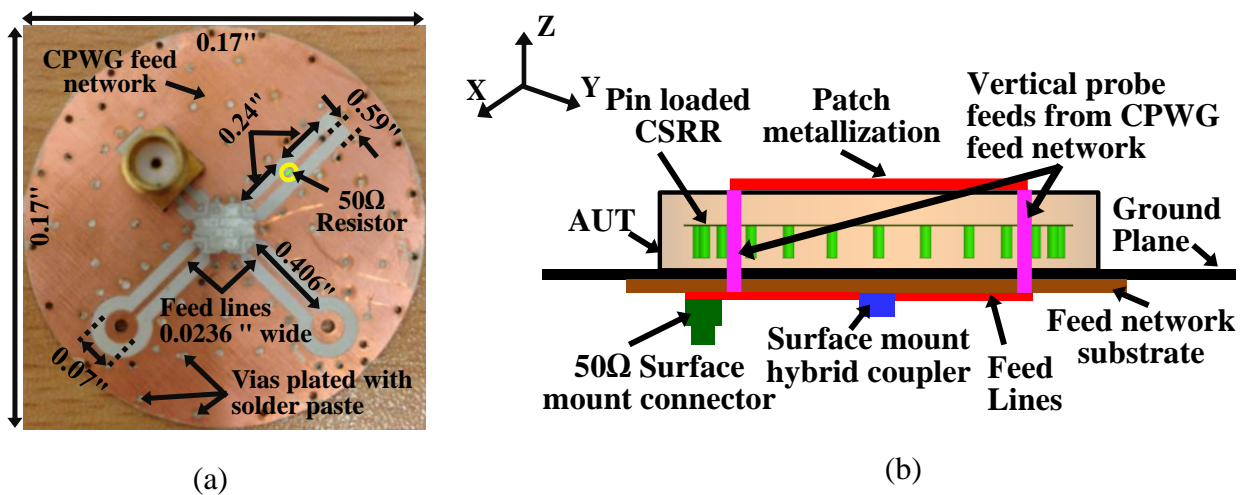 0.17"
CPWG feed
network
0.59"
0.24"
50Ω
Resistor
0.17"
0.406"
Feed lines
0.0236 " wide
0.07"
Vias plated with
solder paste
(a)
Z
X
Y
Pin loaded
CSRR
Patch
metallization
Vertical probe
feeds from CPWG
feed network
AUT
Ground
Plane
50Ω Surface
mount connector
Surface mount
hybrid coupler
Feed
Lines
Feed network
substrate
(b)